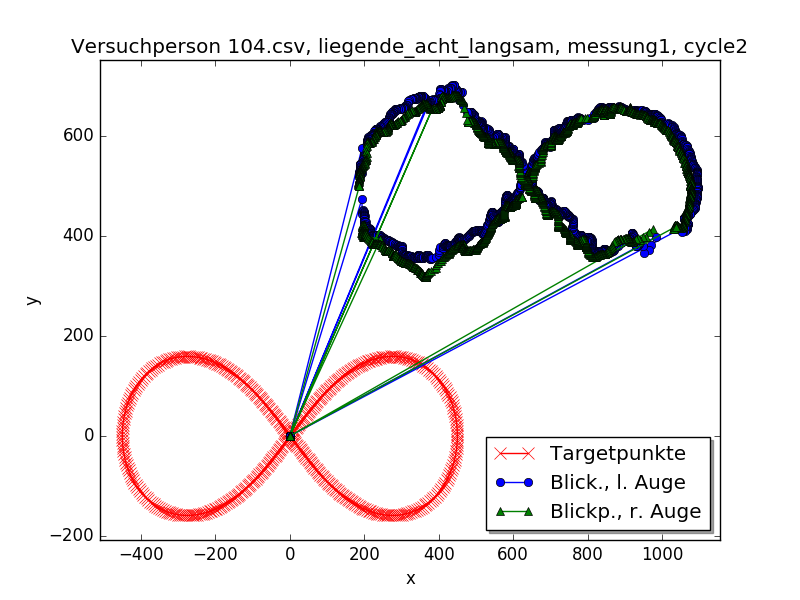 Versuchperson 104.csv, liegende_acht_langsam, messung1, cycle2
600
400
200
0
−200
y
−400
−200
0
200
400
600
800
1000
x
Targetpunkte
Blick., l. Auge
Blickp., r. Auge